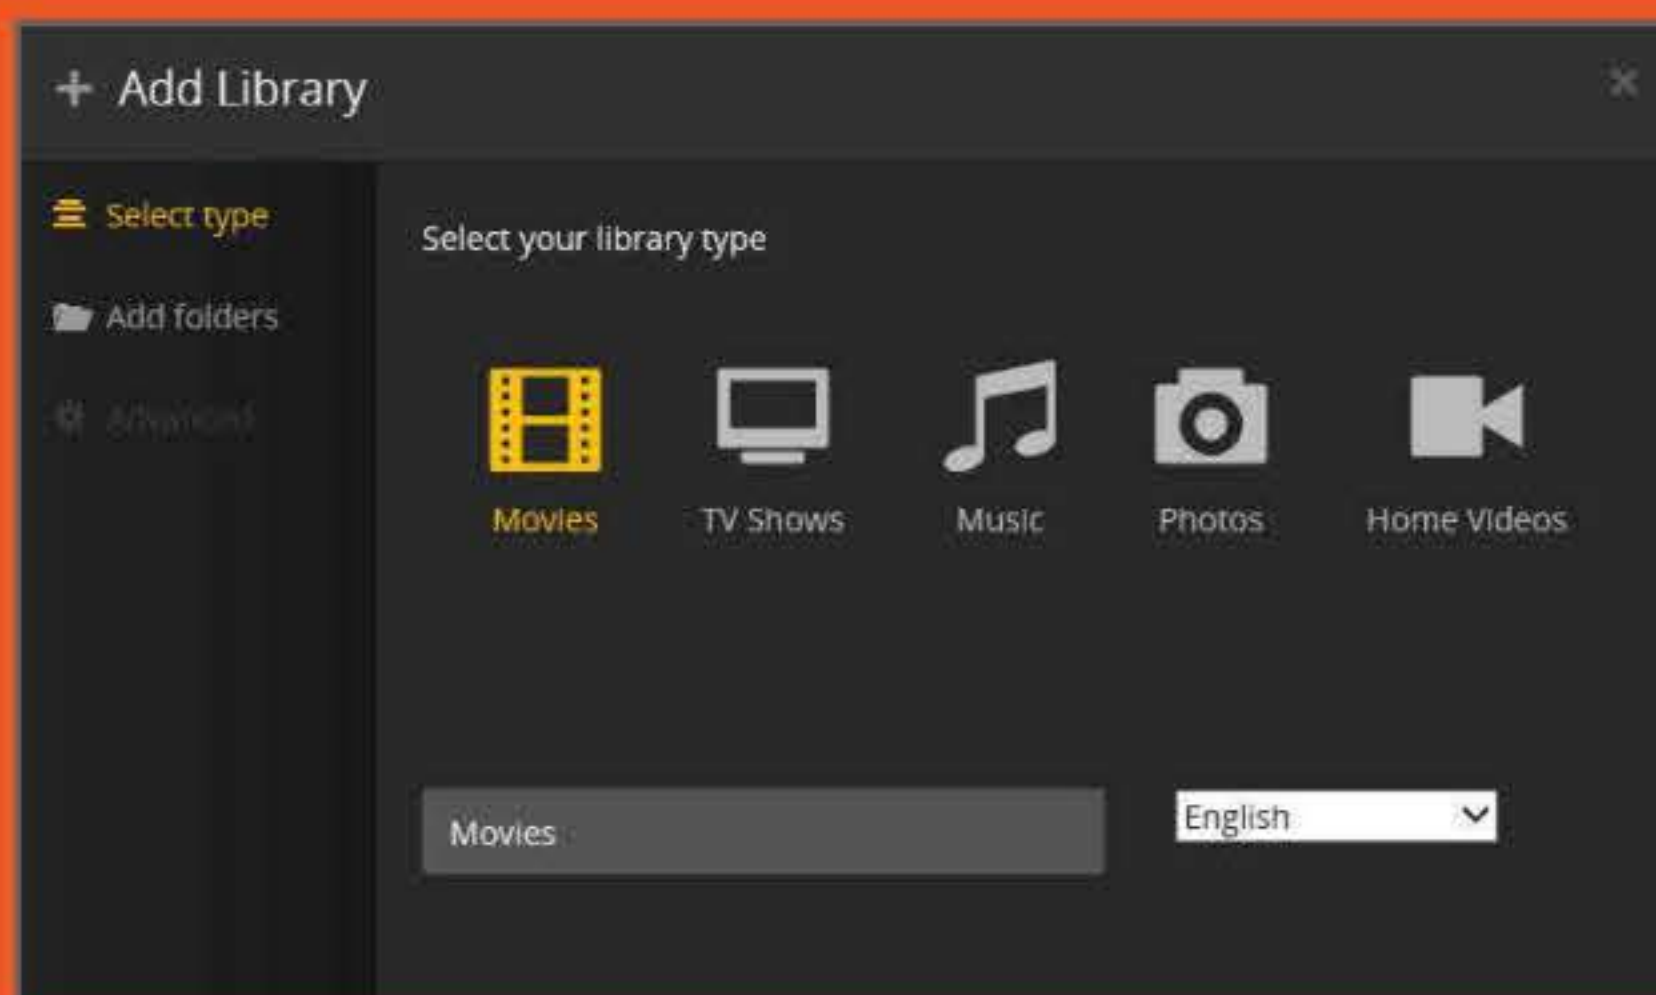 Add Library
Select type
Add folders
Advanced
Select your library type
Movies
TV Shows
Music
Photos
Home Videos
Movies
English